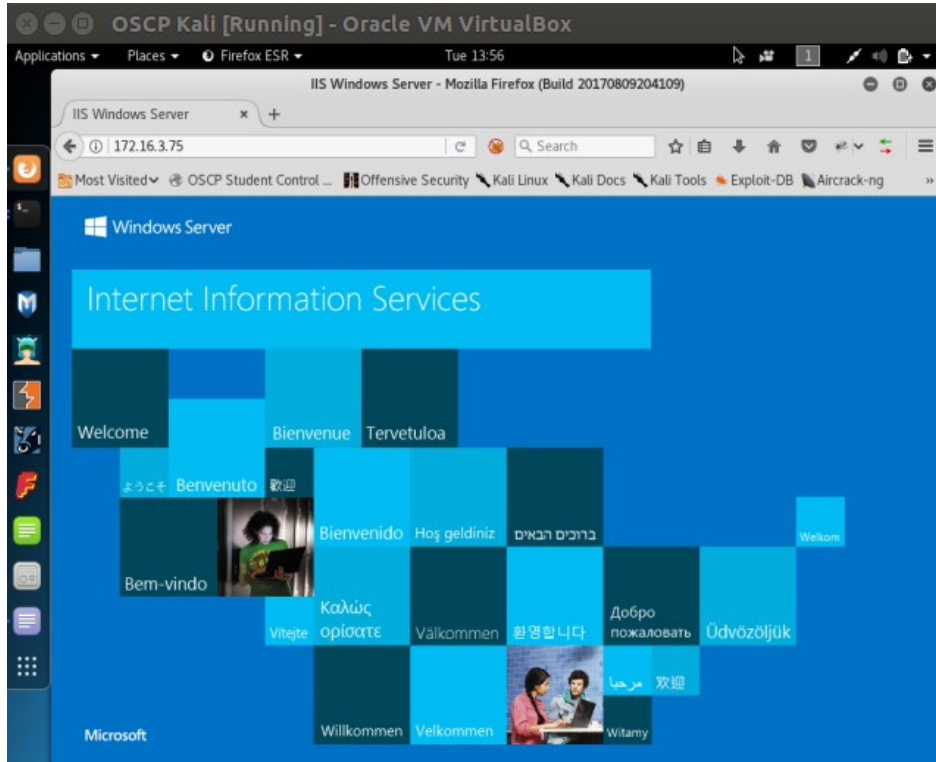 OSCP Kali [Running] - Oracle VM VirtualBox
Applications Places Firefox ESR Tue 13:56 1
IIS Windows Server - Mozilla Firefox (Build 20170809204109)
IIS Windows Server
172.16.3.75 Search
Most Visited OSCP Student Control ... Offensive Security Kali Linux Kali Docs Kali Tools Exploit-DB Aircrack-ng »
Windows Server
Internet Information Services
Welcome Bienvenue Tervetuloa
ようこそ Benvenuto 歡迎
Bienvenido Hoş geldiniz ברוכים הבאים Welkom
Bem-vindo
Vítejte Καλώς ορίσατε Välkommen 환영합니다 Добро пожаловать Üdvözöljük
مرحبا 欢迎
Willkommen Velkommen Witamy
Microsoft